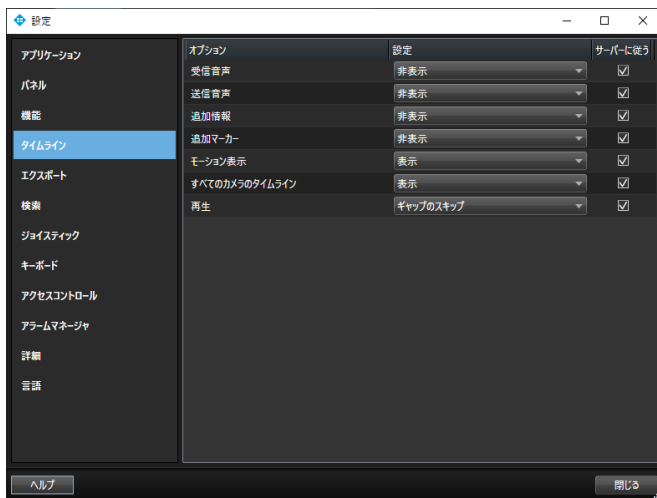 設定
アプリケーション
パネル
機能
タイムライン
エクスポート
検索
ジョイスティック
キーボード
アクセスコントロール
アラームマネージャ
詳細
言語
オプション 設定 サーバーに従う
受信音声 非表示
送信音声 非表示
追加情報 非表示
追加マーカー 非表示
モーション表示 表示
すべてのカメラのタイムライン 表示
再生 ギャップのスキップ
ヘルプ 閉じる